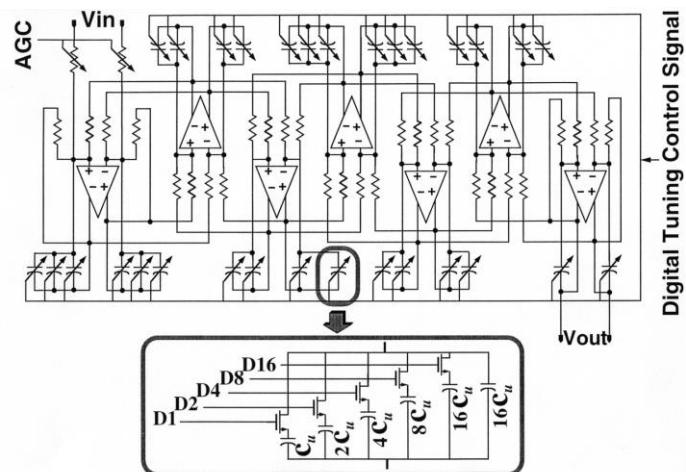 Vin
AGC
Digital Tuning Control Signal
Vout
D16
D8
D4
D2
D1
Cu
2Cu
4Cu
8Cu
16Cu
16Cu